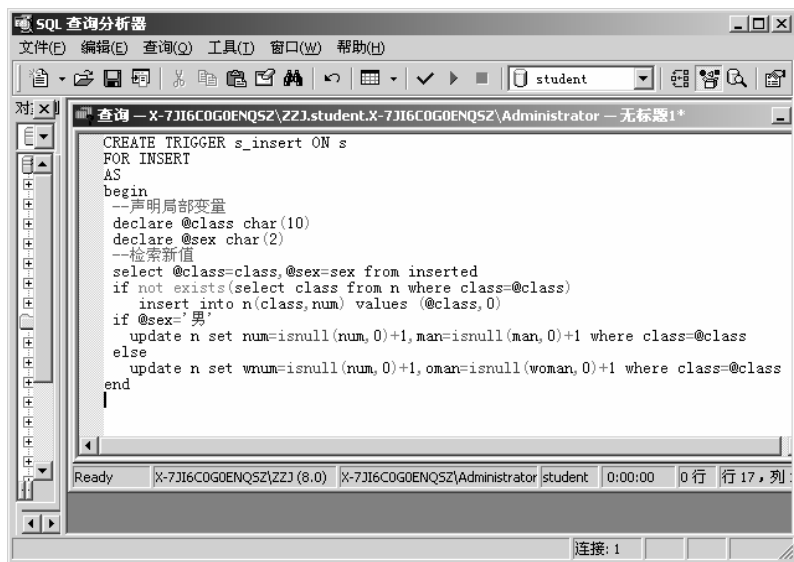 SQL 查询分析器
文件(F) 编辑(E) 查询(Q) 工具(T) 窗口(W) 帮助(H)
student
查询 — X-7JI6C0G0ENQSZ\ZZJ.student.X-7JI6C0G0ENQSZ\Administrator — 无标题1*
CREATE TRIGGER s_insert ON s
FOR INSERT
AS
begin
--声明局部变量
declare @class char(10)
declare @sex char(2)
--检索新值
select @class=class,@sex=sex from inserted
if not exists(select class from n where class=@class)
insert into n(class,num) values (@class,0)
if @sex='男'
update n set num=isnull(num,0)+1,man=isnull(man,0)+1 where class=@class
else
update n set wnum=isnull(num,0)+1,oman=isnull(woman,0)+1 where class=@class
end
Ready X-7JI6C0G0ENQSZ\ZZJ (8.0) X-7JI6C0G0ENQSZ\Administrator student 0:00:00 0 行 行 17，列
连接: 1